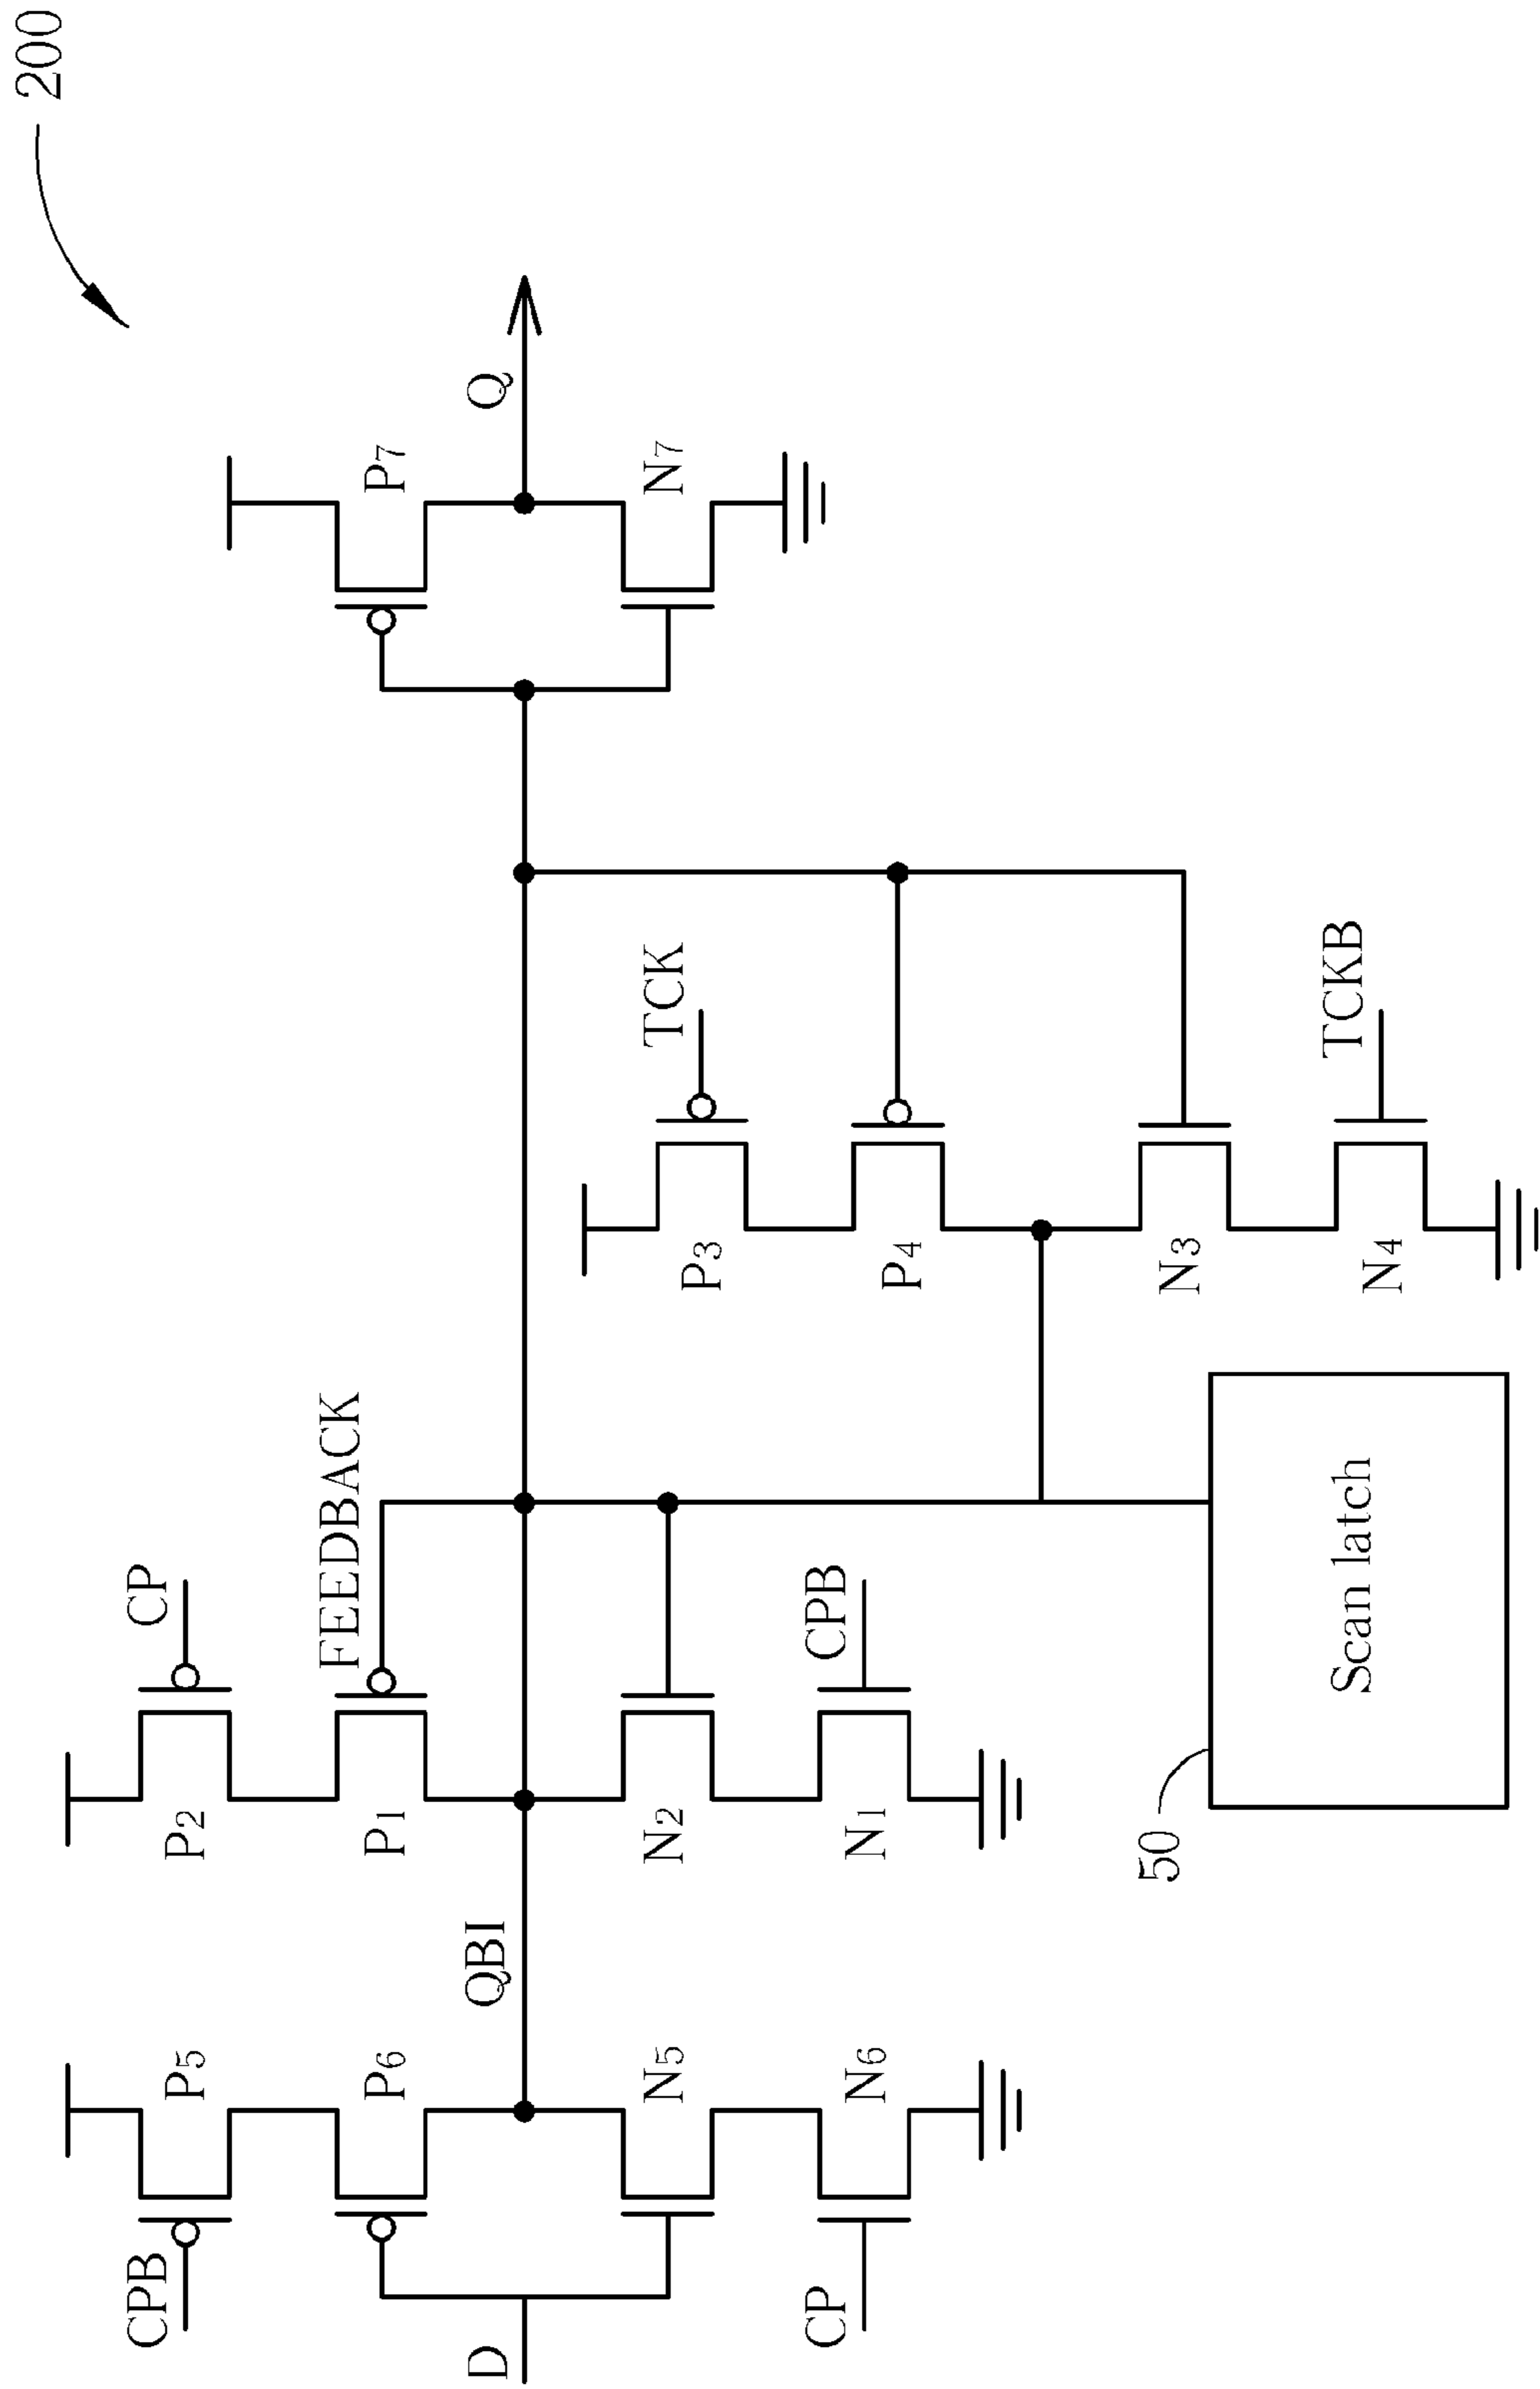 200
CPB
P5
P2
CP
P6
P1
FEEDBACK
P7
D
QBI
Q
N5
N2
N7
TCK
P3
CP
N6
N1
CPB
P4
50
N3
Scan latch
N4
TCKB